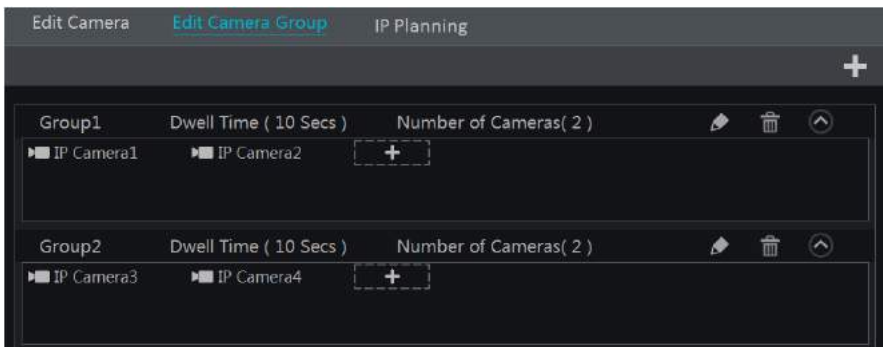 Edit Camera Edit Camera Group IP Planning
Group1 Dwell Time ( 10 Secs ) Number of Cameras( 2 )
IP Camera1 IP Camera2
Group2 Dwell Time ( 10 Secs ) Number of Cameras( 2 )
IP Camera3 IP Camera4